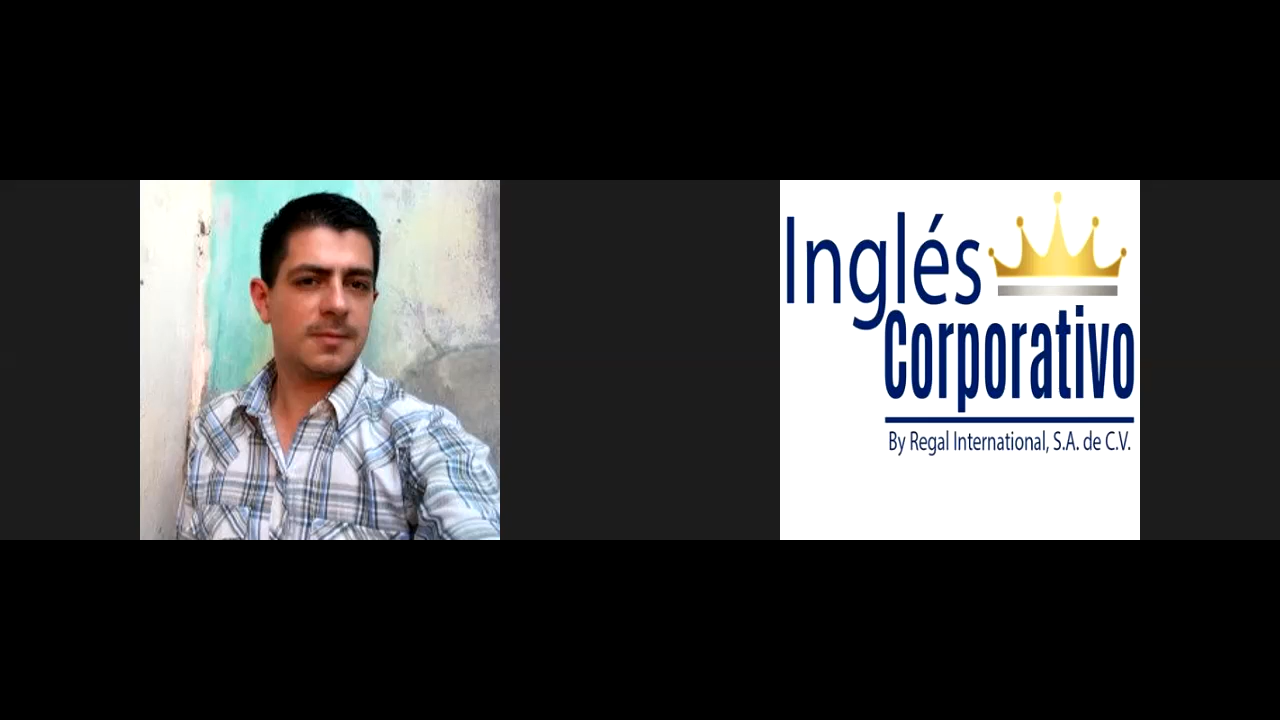 Inglés
Corporativo
By Regal International, S.A. de C.V.